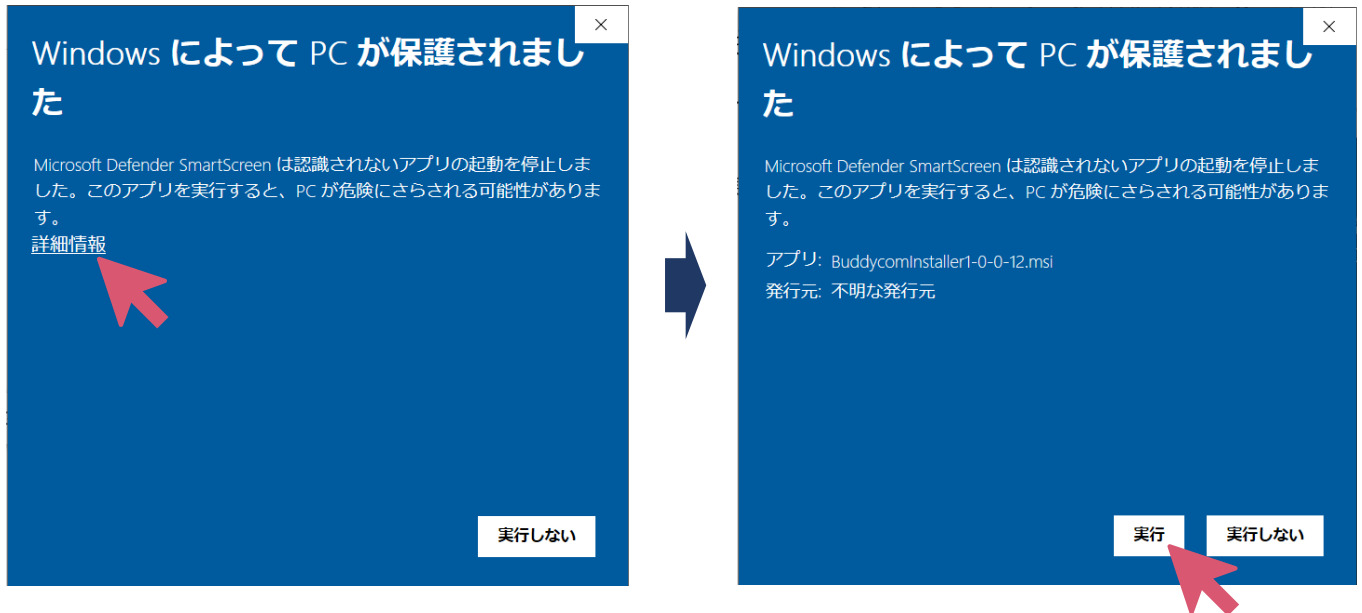 Windows によって PC が保護されまし
た
Microsoft Defender SmartScreen は認識されないアプリの起動を停止しま
した。このアプリを実行すると、PC が危険にさらされる可能性がありま
す。
詳細情報
実行しない
Windows によって PC が保護されまし
た
Microsoft Defender SmartScreen は認識されないアプリの起動を停止しま
した。このアプリを実行すると、PC が危険にさらされる可能性がありま
す。
アプリ: BuddycomInstaller1-0-0-12.msi
発行元: 不明な発行元
実行 実行しない